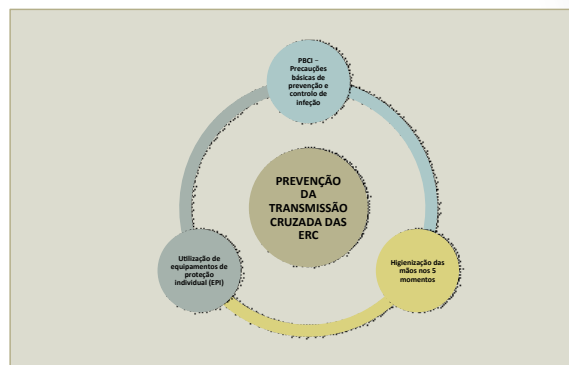 PBCI –
Precauções
básicas de
prevenção e
controlo de
infeção
PREVENÇÃO
DA
TRANSMISSÃO
CRUZADA DAS
ERC
Utilização de
equipamentos de
proteção
individual (EPI)
Higienização das
mãos nos 5
momentos